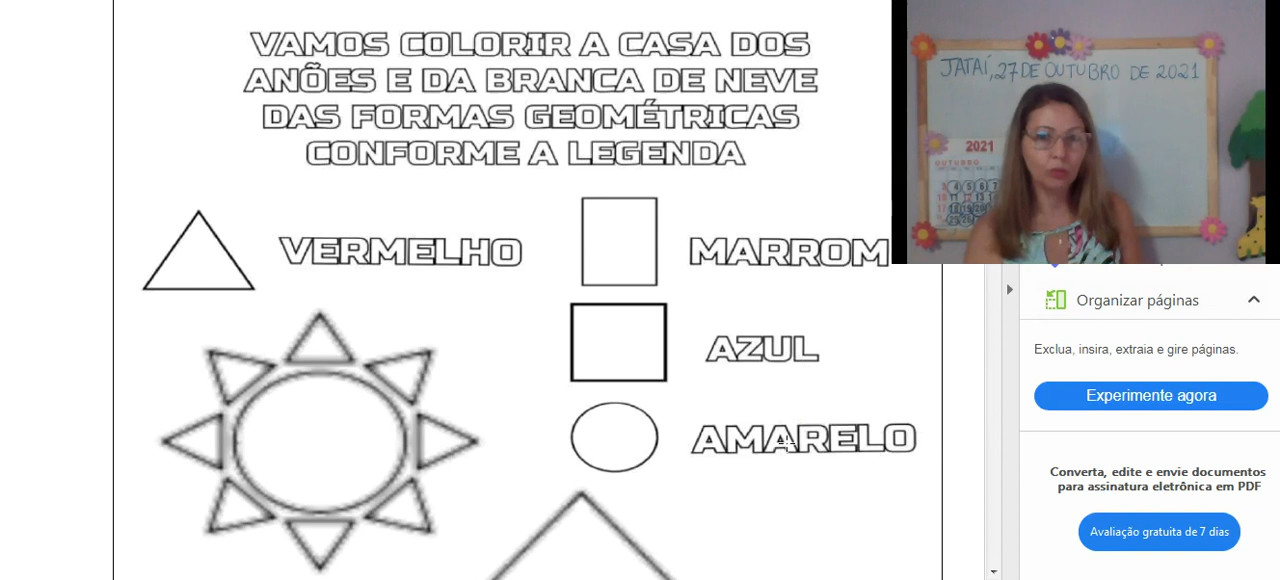 VAMOS COLORIR A CASA DOS
ANÕES E DA BRANCA DE NEVE
DAS FORMAS GEOMÉTRICAS
CONFORME A LEGENDA
VERMELHO
MARROM
AZUL
AMARELO
JATAÍ, 27 DE OUTUBRO DE 2021
2021
OUTUBRO
Organizar páginas
Exclua, insira, extraia e gire páginas.
Experimente agora
Converta, edite e envie documentos
para assinatura eletrônica em PDF
Avaliação gratuita de 7 dias